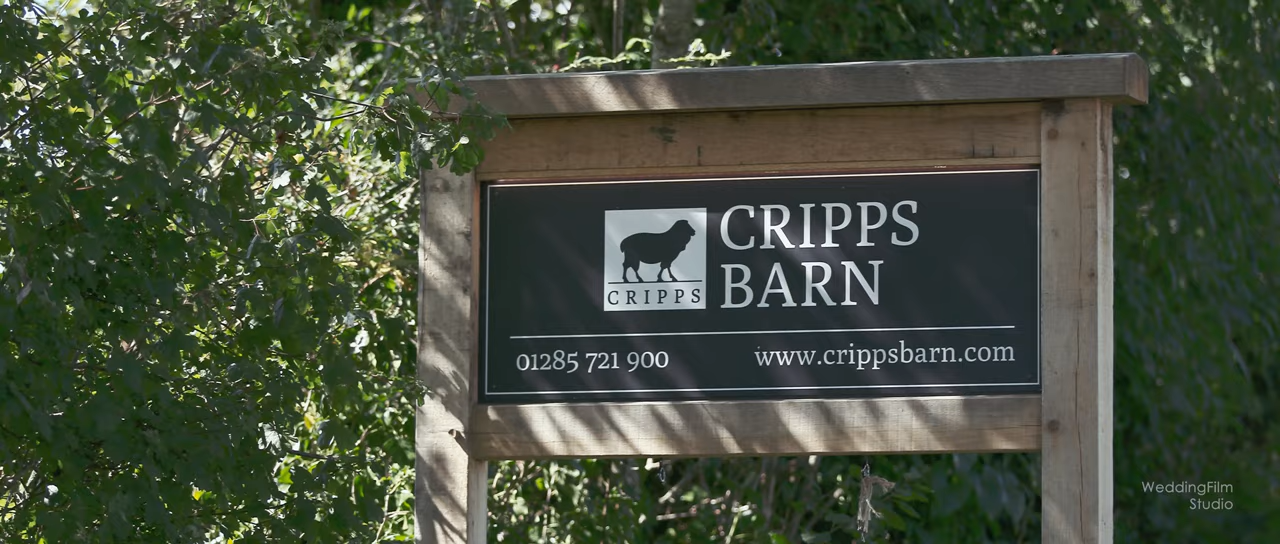 CRIPPS
BARN
CRIPPS
01285 721 900
www.crippsbarn.com
WeddingFilm
Studio